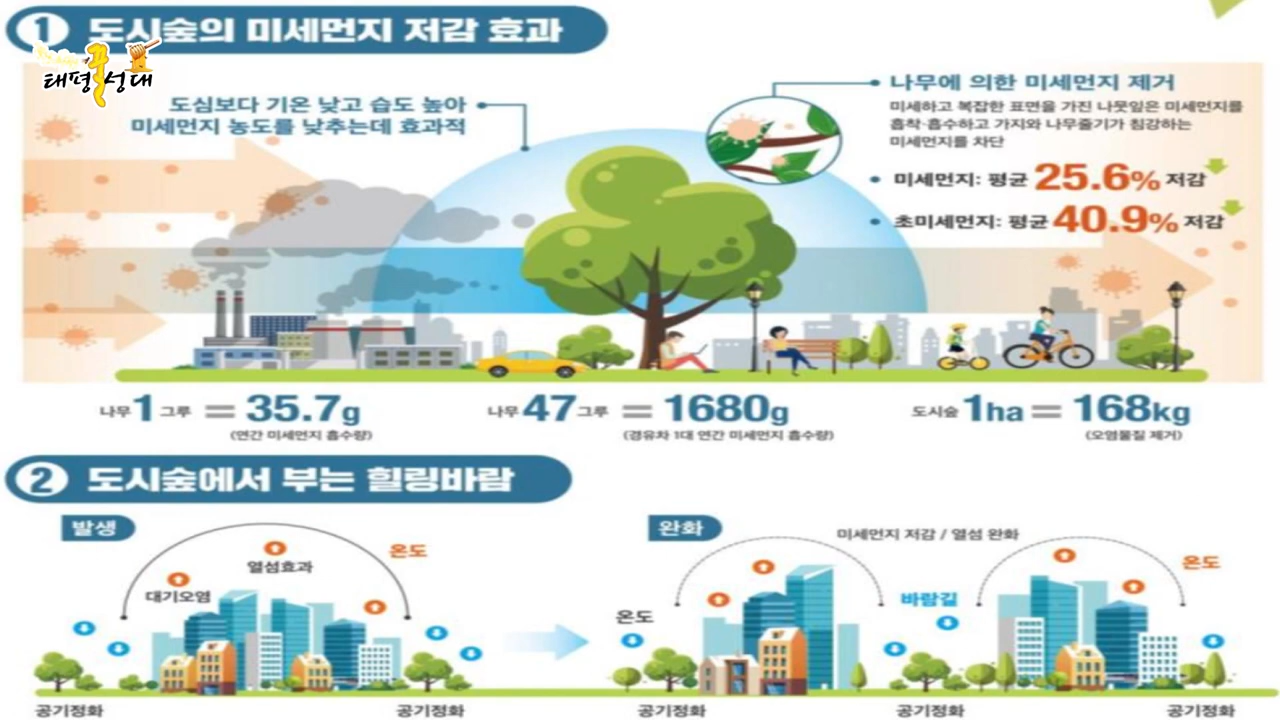 1 도시숲의 미세먼지 저감 효과
태평성대
도심보다 기온 낮고 습도 높아
미세먼지 농도를 낮추는데 효과적
나무에 의한 미세먼지 제거
미세하고 복잡한 표면을 가진 나뭇잎은 미세먼지를
흡착·흡수하고 가지와 나무줄기가 침강하는
미세먼지를 차단
• 미세먼지: 평균 25.6% 저감
• 초미세먼지: 평균 40.9% 저감
나무 1 그루 = 35.7g
(연간 미세먼지 흡수량)
나무 47 그루 = 1680g
(경유차 1대 연간 미세먼지 흡수량)
도시숲 1ha = 168kg
(오염물질 제거)
2 도시숲에서 부는 힐링바람
발생
온도
열섬효과
대기오염
공기정화
공기정화
완화
미세먼지 저감 / 열섬 완화
온도
바람길
온도
공기정화
공기정화
공기정화